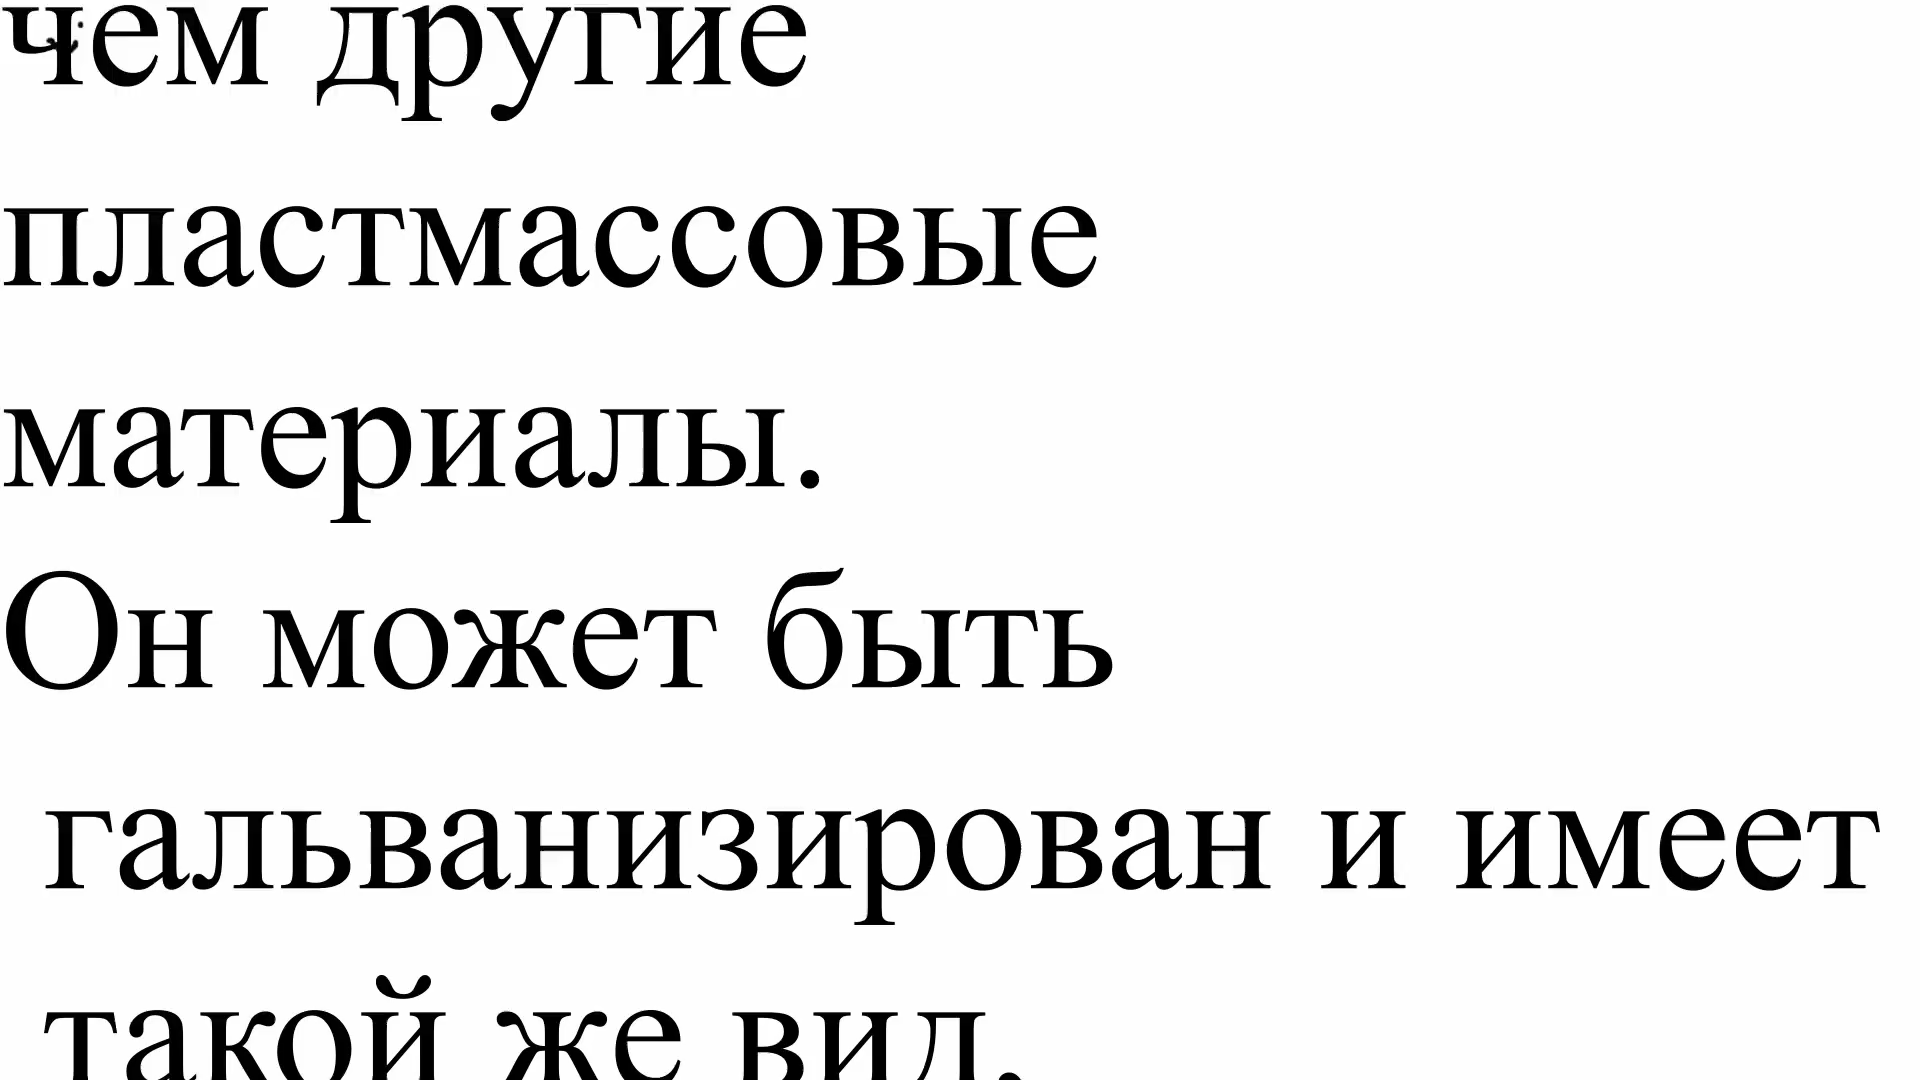 чем другие
пластмассовые
материалы.
Он может быть
гальванизирован и имеет
такой же вид,